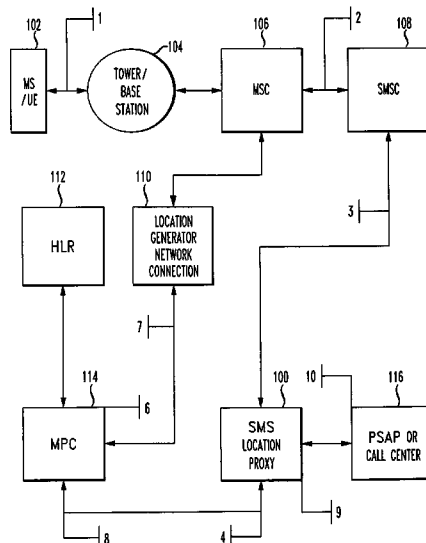 102
1
104
106
2
108
MS
/UE
TOWER/
BASE
STATION
MSC
SMSC
112
110
3
HLR
LOCATION
GENERATOR
NETWORK
CONNECTION
7
114
6
100
10
116
MPC
SMS
LOCATION
PROXY
PSAP OR
CALL CENTER
8
4
9